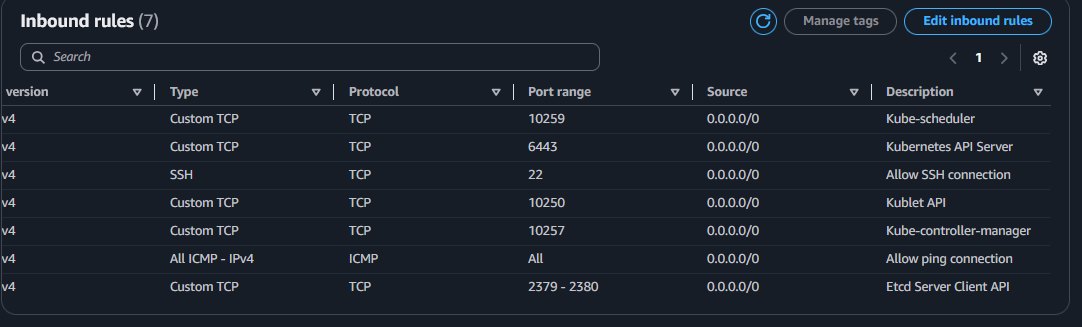 Inbound rules (7)
Manage tags
Edit inbound rules
Search
1
version Type Protocol Port range Source Description
v4 Custom TCP TCP 10259 0.0.0.0/0 Kube-scheduler
v4 Custom TCP TCP 6443 0.0.0.0/0 Kubernetes API Server
v4 SSH TCP 22 0.0.0.0/0 Allow SSH connection
v4 Custom TCP TCP 10250 0.0.0.0/0 Kublet API
v4 Custom TCP TCP 10257 0.0.0.0/0 Kube-controller-manager
v4 All ICMP - IPv4 ICMP All 0.0.0.0/0 Allow ping connection
v4 Custom TCP TCP 2379 - 2380 0.0.0.0/0 Etcd Server Client API